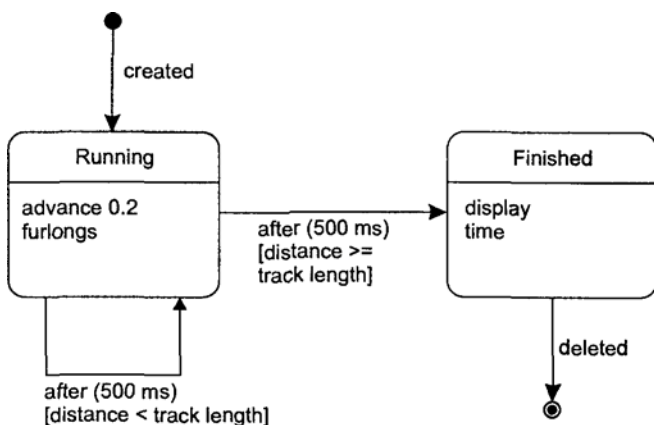 created
Running
advance 0.2
furlongs
after (500 ms)
[distance >=
track length]
Finished
display
time
after (500 ms)
[distance < track length]
deleted